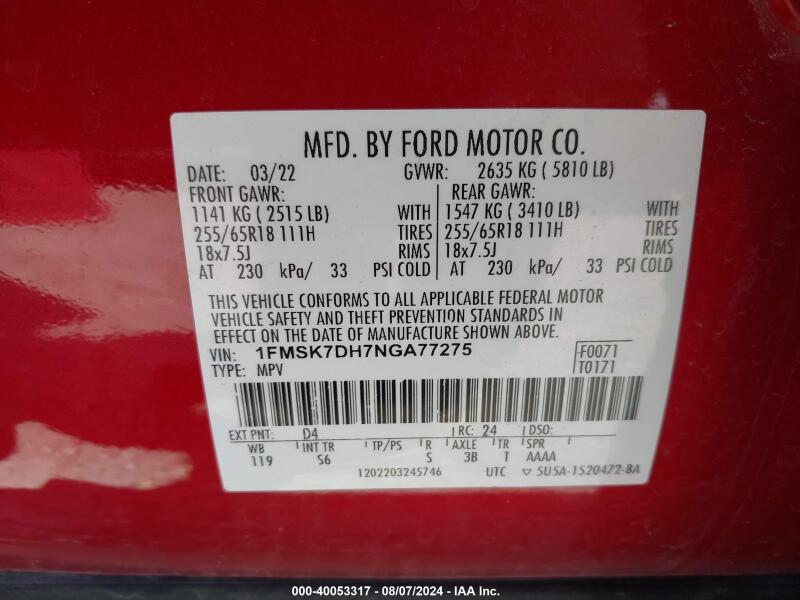 MFD. BY FORD MOTOR CO.
DATE: 03/22 GVWR: 2635 KG ( 5810 LB)
FRONT GAWR: REAR GAWR:
1141 KG ( 2515 LB) WITH 1547 KG ( 3410 LB) WITH
255/65R18 111H TIRES 255/65R18 111H TIRES
18x7.5J RIMS 18x7.5J RIMS
AT 230 kPa/ 33 PSI COLD AT 230 kPa/ 33 PSI COLD
THIS VEHICLE CONFORMS TO ALL APPLICABLE FEDERAL MOTOR
VEHICLE SAFETY AND THEFT PREVENTION STANDARDS IN
EFFECT ON THE DATE OF MANUFACTURE SHOWN ABOVE.
VIN: 1FMSK7DH7NGA77275 F0071
TYPE: MPV T0171
EXT PNT: D4 RC: 24 DSO:
WB INT TR TP/PS R AXLE TR SPR
119 S6 S 3B T AAAA
1202203245746 UTC ▽ 5U5A-1520472-BA
000-40053317 - 08/07/2024 - IAA Inc.